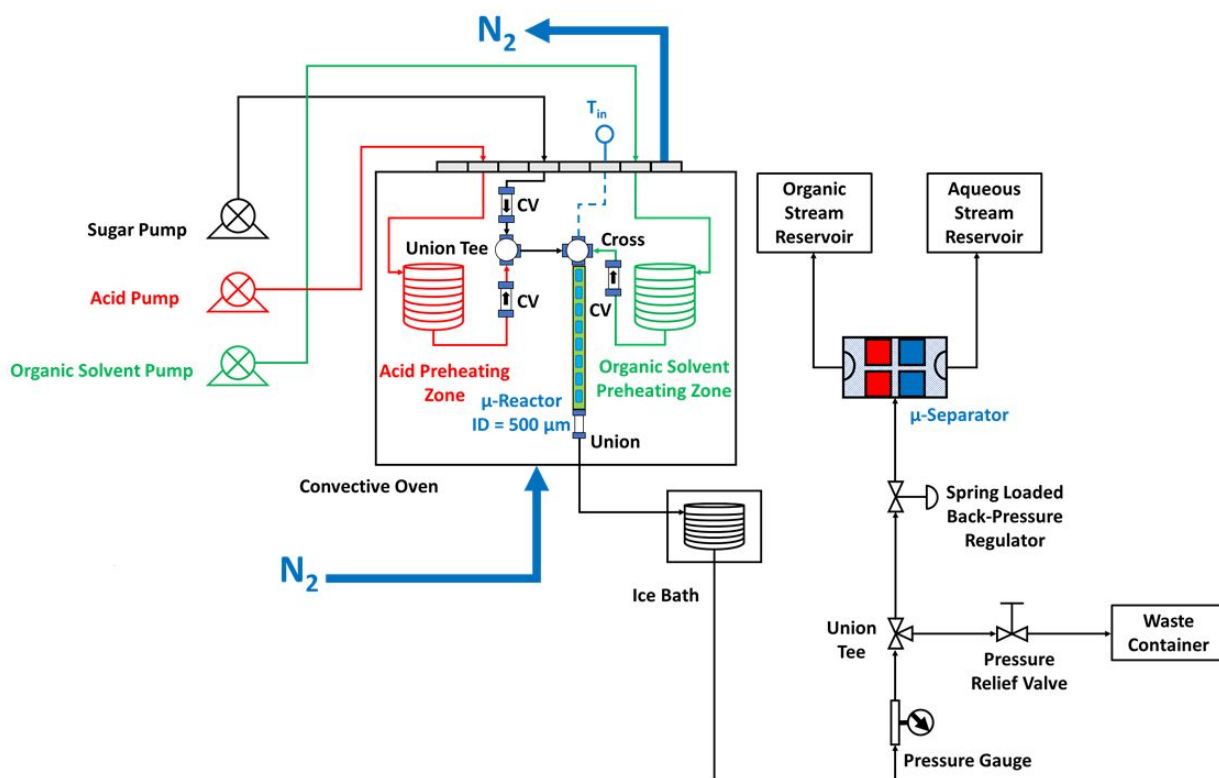 N2
Tin
Sugar Pump
Acid Pump
Organic Solvent Pump
CV
Union Tee
Cross
CV
CV
Acid Preheating
Zone
Organic Solvent
Preheating Zone
µ-Reactor
ID = 500 µm
Union
Convective Oven
N2
Ice Bath
Organic
Stream
Reservoir
Aqueous
Stream
Reservoir
µ-Separator
Spring Loaded
Back-Pressure
Regulator
Union
Tee
Pressure
Relief Valve
Waste
Container
Pressure Gauge